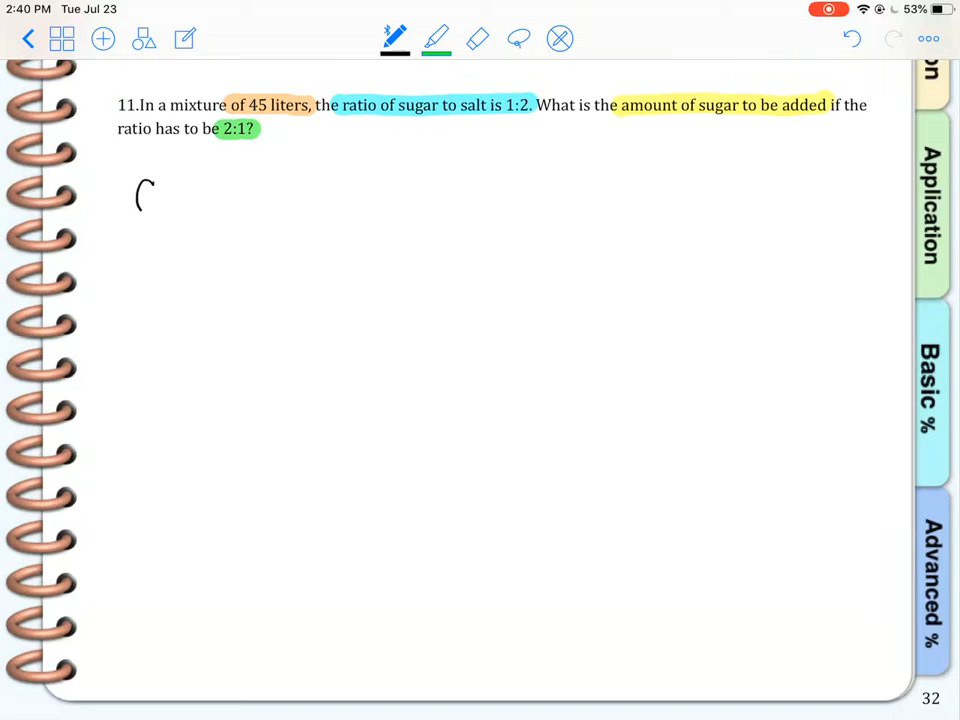 2:40 PM Tue Jul 23
53%
11.In a mixture of 45 liters, the ratio of sugar to salt is 1:2. What is the amount of sugar to be added if the
ratio has to be 2:1?
on
Application
Basic %
Advanced %
32